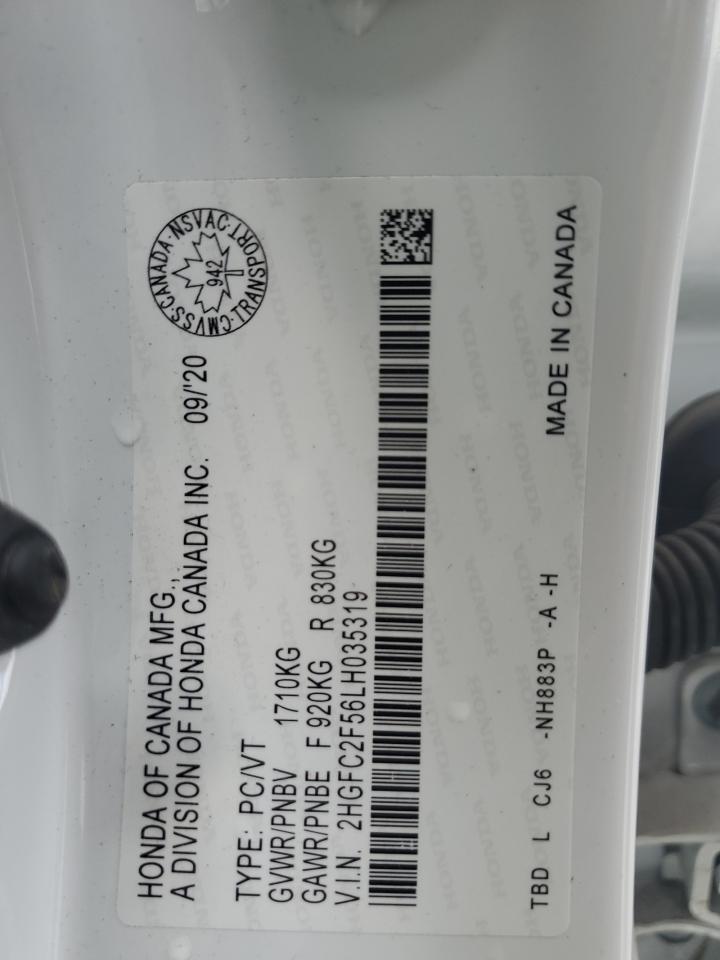 HONDA OF CANADA MFG.,
A DIVISION OF HONDA CANADA INC. 09/'20
CMVSS·CANADA·NSVAC·TRANSPORT·
942
TYPE: PC/VT
GVWR/PNBV 1710KG
GAWR/PNBE F 920KG R 830KG
V.I.N. 2HGFC2F56LH035319
TBD L CJ6 -NH883P -A -H
MADE IN CANADA